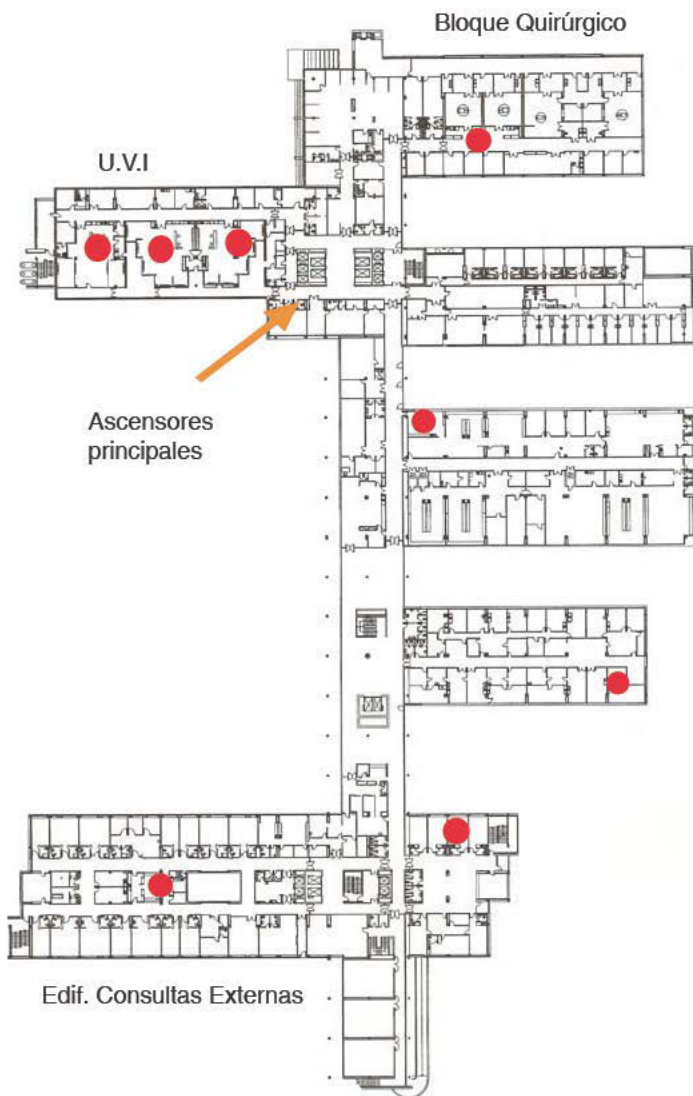 Bloque Quirúrgico
U.V.I
Ascensores
principales
Edif. Consultas Externas